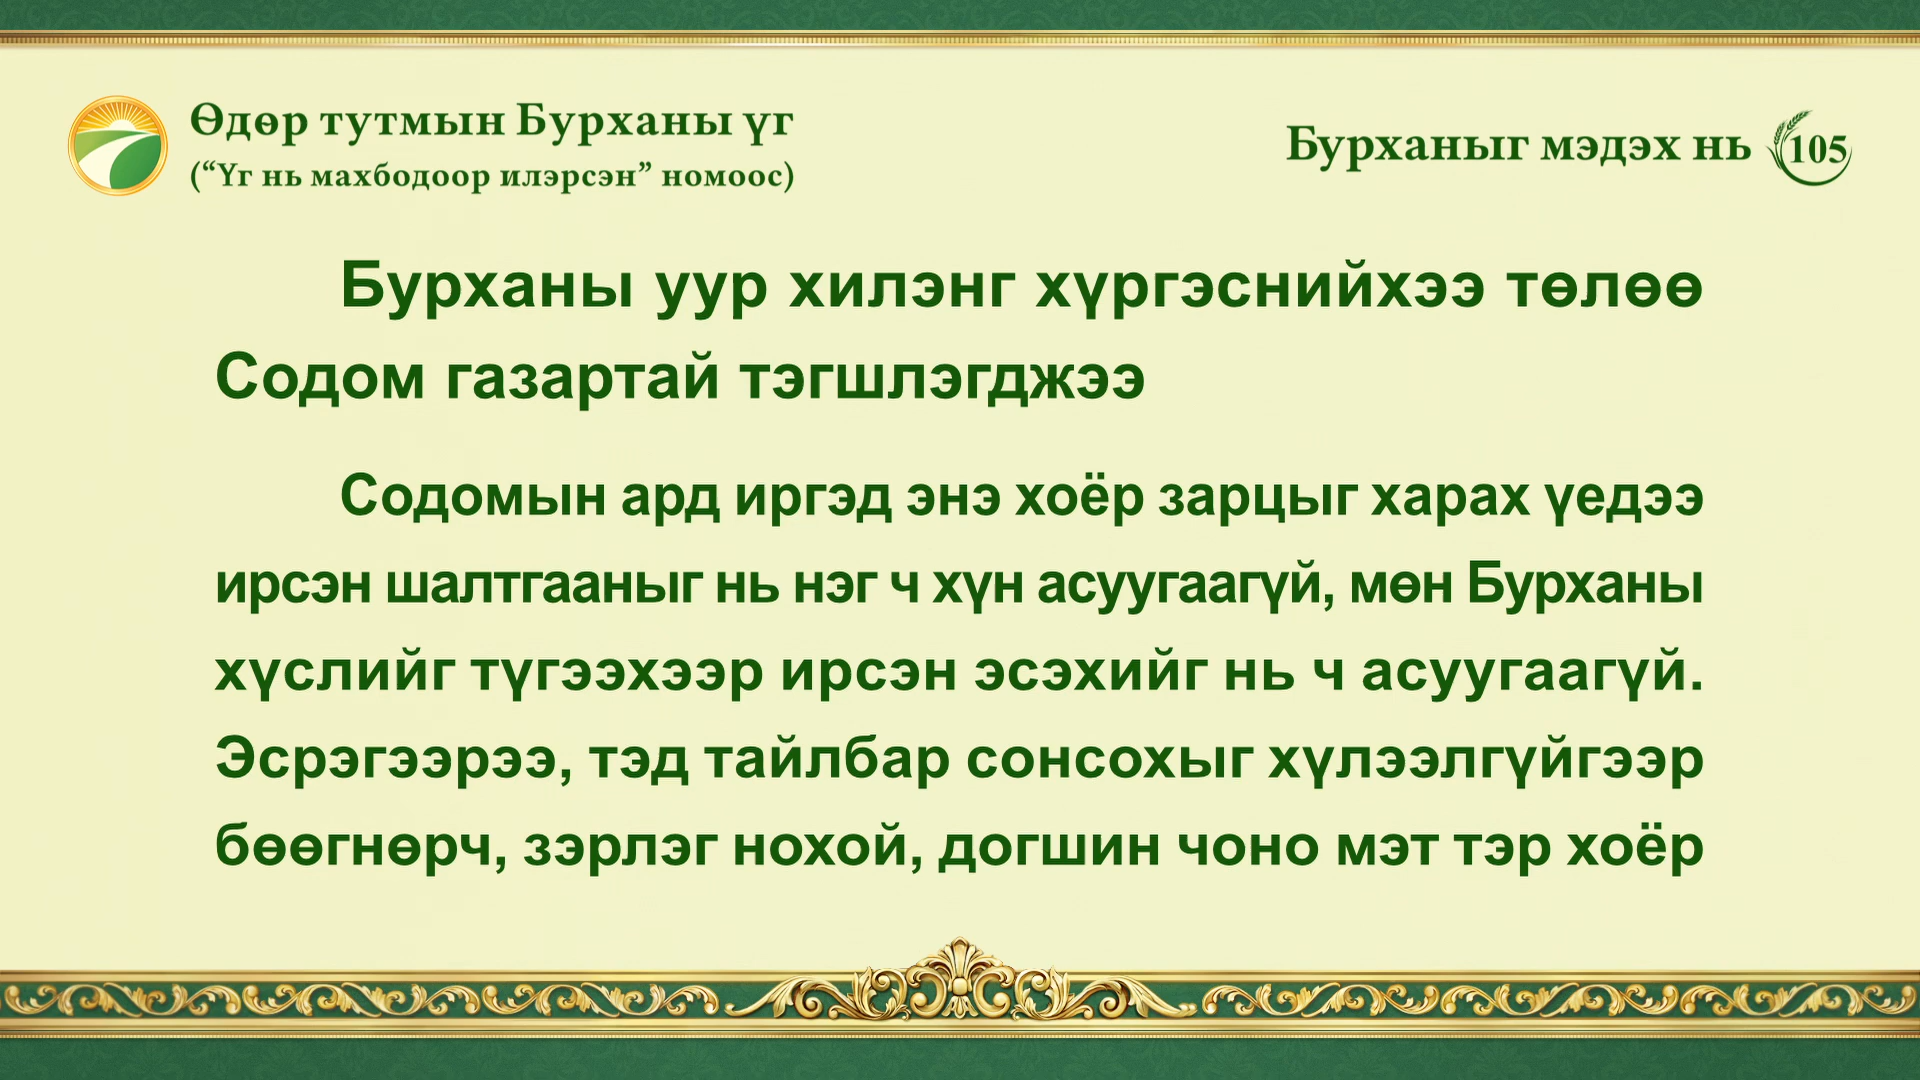 Өдөр тутмын Бурханы үг
(“Үг нь махбодоор илэрсэн” номоос)
Бурханыг мэдэх нь 105
Бурханы уур хилэнг хүргэснийхээ төлөө
Содом газартай тэгшлэгджээ
Содомын ард иргэд энэ хоёр зарцыг харах үедээ
ирсэн шалтгааныг нь нэг ч хүн асуугаагүй, мөн Бурханы
хүслийг түгээхээр ирсэн эсэхийг нь ч асуугаагүй.
Эсрэгээрээ, тэд тайлбар сонсохыг хүлээлгүйгээр
бөөгнөрч, зэрлэг нохой, догшин чоно мэт тэр хоёр